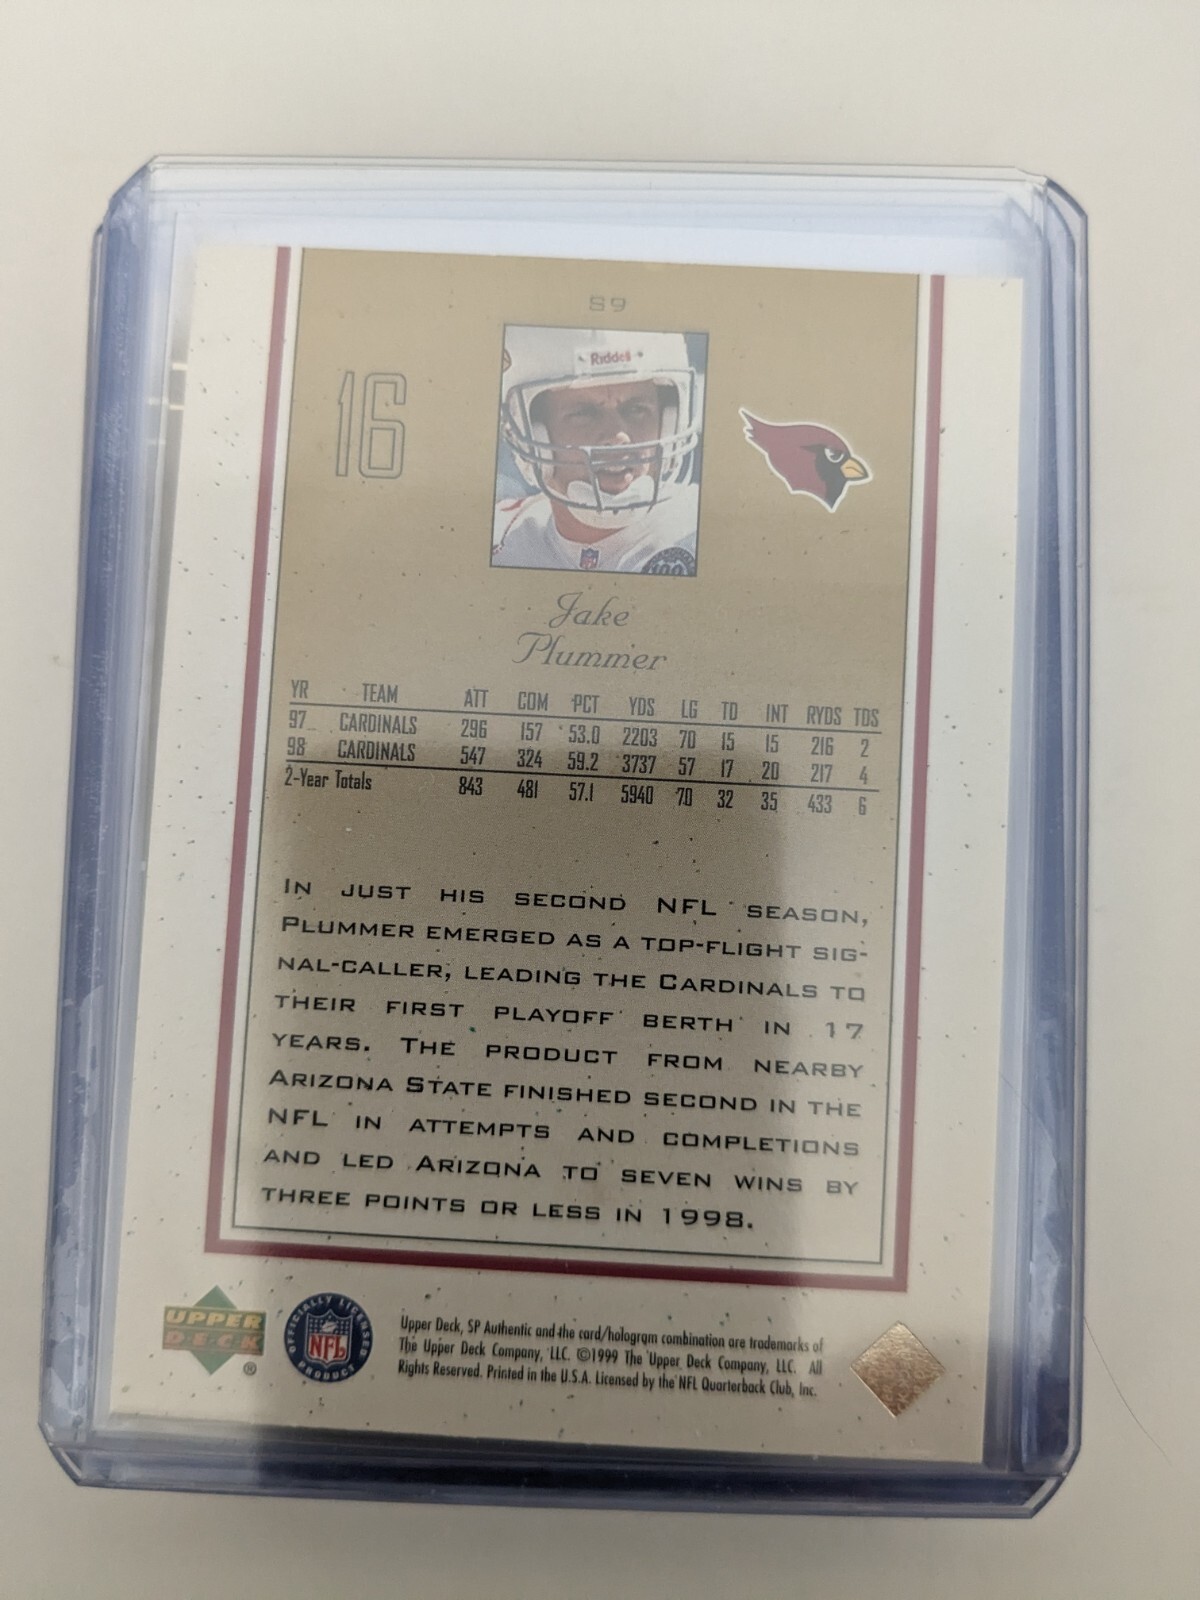 S9
16
Riddell
Jake
Plummer
YR TEAM ATT COM PCT YDS LG TD INT RYDS TDS
97 CARDINALS 296 157 53.0 2203 70 15 15 216 2
98 CARDINALS 547 324 59.2 3737 57 17 20 217 4
2-Year Totals 843 481 57.1 5940 70 32 35 433 6
IN JUST HIS SECOND NFL SEASON,
PLUMMER EMERGED AS A TOP-FLIGHT SIG-
NAL-CALLER, LEADING THE CARDINALS TO
THEIR FIRST PLAYOFF BERTH IN 17
YEARS. THE PRODUCT FROM NEARBY
ARIZONA STATE FINISHED SECOND IN THE
NFL IN ATTEMPTS AND COMPLETIONS
AND LED ARIZONA TO SEVEN WINS BY
THREE POINTS OR LESS IN 1998.
UPPER
DECK
®
OFFICIALLY LICENSED
NFL
PRODUCT
Upper Deck, SP Authentic and the card/hologram combination are trademarks of
The Upper Deck Company, LLC. ©1999 The Upper Deck Company, LLC. All
Rights Reserved. Printed in the U.S.A. Licensed by the NFL Quarterback Club, Inc.